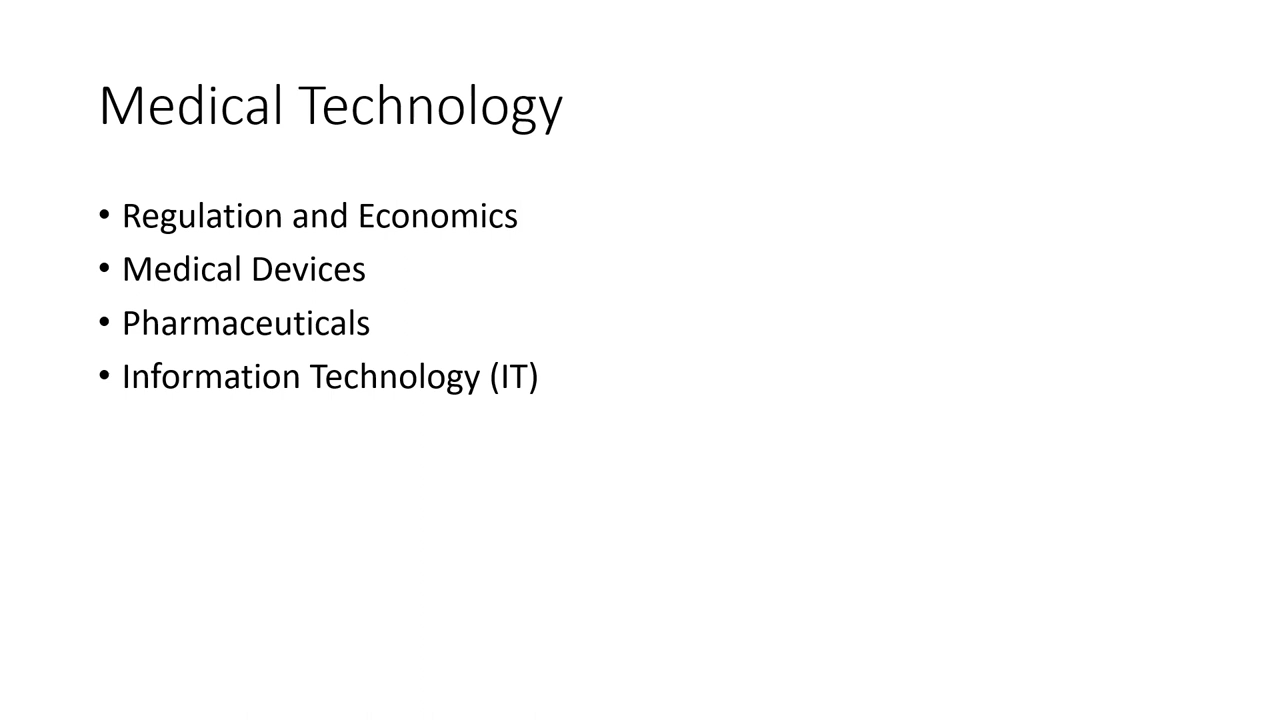 Medical Technology
• Regulation and Economics
• Medical Devices
• Pharmaceuticals
• Information Technology (IT)